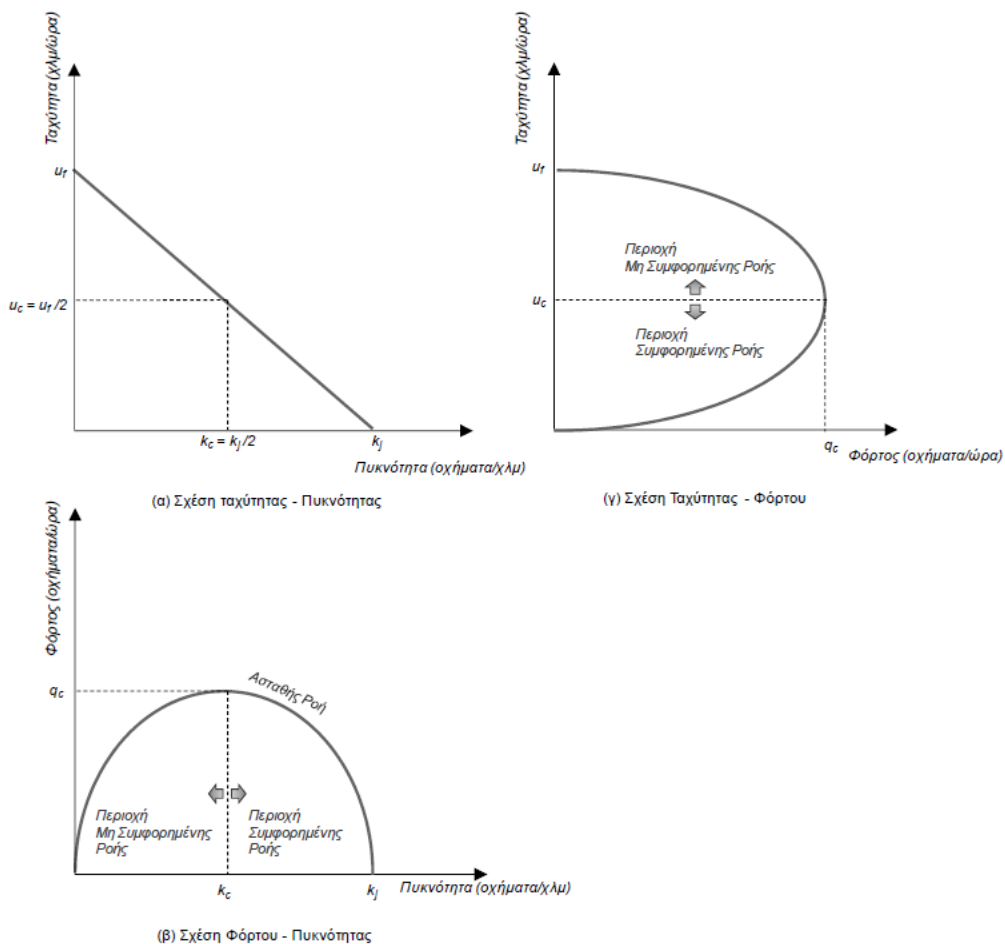 Ταχύτητα (χλμ/ώρα)
u_f
u_c = u_f /2
k_c = k_j /2
k_j
Πυκνότητα (οχήματα/χλμ)
(α) Σχέση ταχύτητας - Πυκνότητας
Ταχύτητα (χλμ/ώρα)
u_f
Περιοχή
Μη Συμφορημένης Ροής
u_c
Περιοχή
Συμφορημένης Ροής
q_c
Φόρτος (οχήματα/ώρα)
(γ) Σχέση Ταχύτητας - Φόρτου
Φόρτος (οχήματα/ώρα)
q_c
Ασταθής Ροή
Περιοχή
Μη Συμφορημένης
Ροής
Περιοχή
Συμφορημένης
Ροής
k_c
k_j
Πυκνότητα (οχήματα/χλμ)
(β) Σχέση Φόρτου - Πυκνότητας